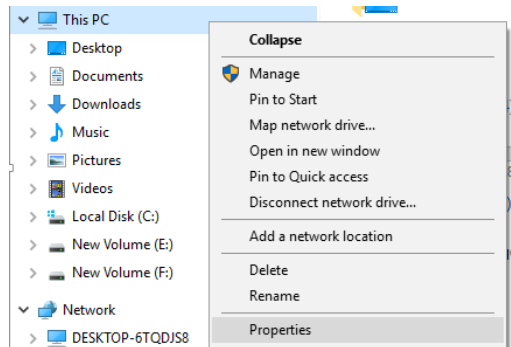 This PC
Desktop
Documents
Downloads
Music
Pictures
Videos
Local Disk (C:)
New Volume (E:)
New Volume (F:)
Network
DESKTOP-6TQDJS8
Collapse
Manage
Pin to Start
Map network drive...
Open in new window
Pin to Quick access
Disconnect network drive...
Add a network location
Delete
Rename
Properties